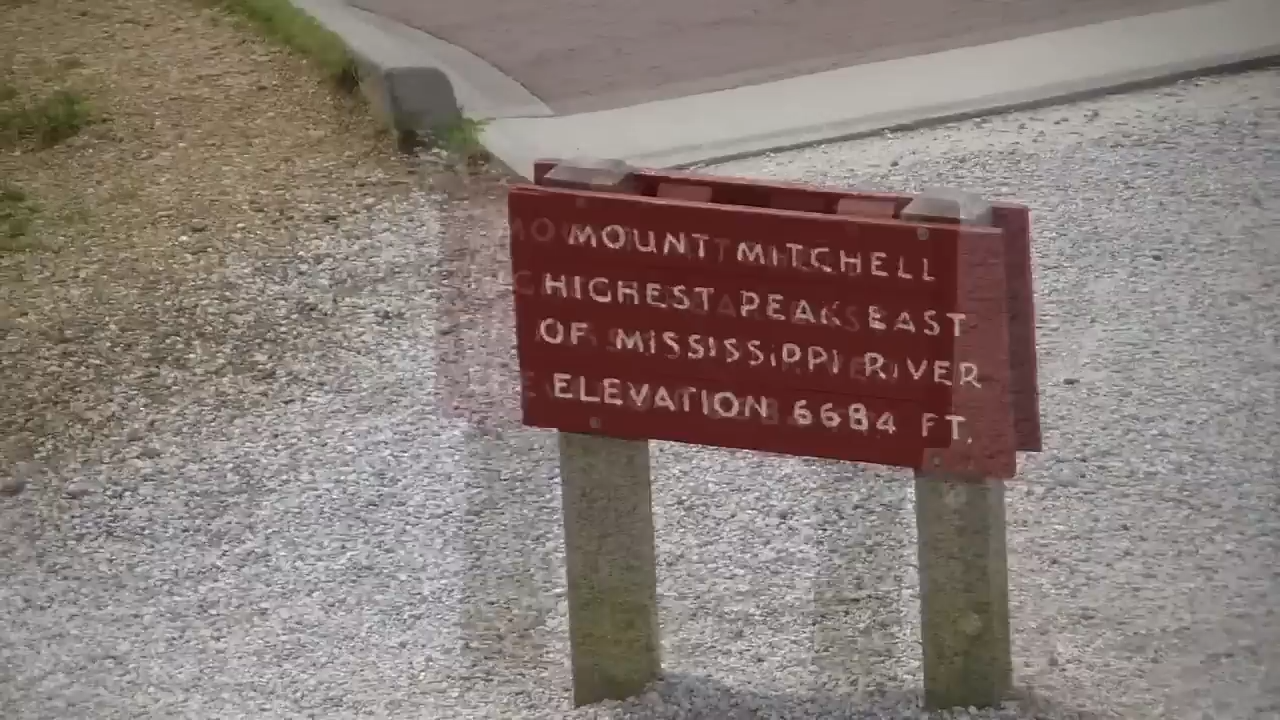 MOUNT MITCHELL
HIGHEST PEAK EAST
OF MISSISSIPPI RIVER
ELEVATION 6684 FT.